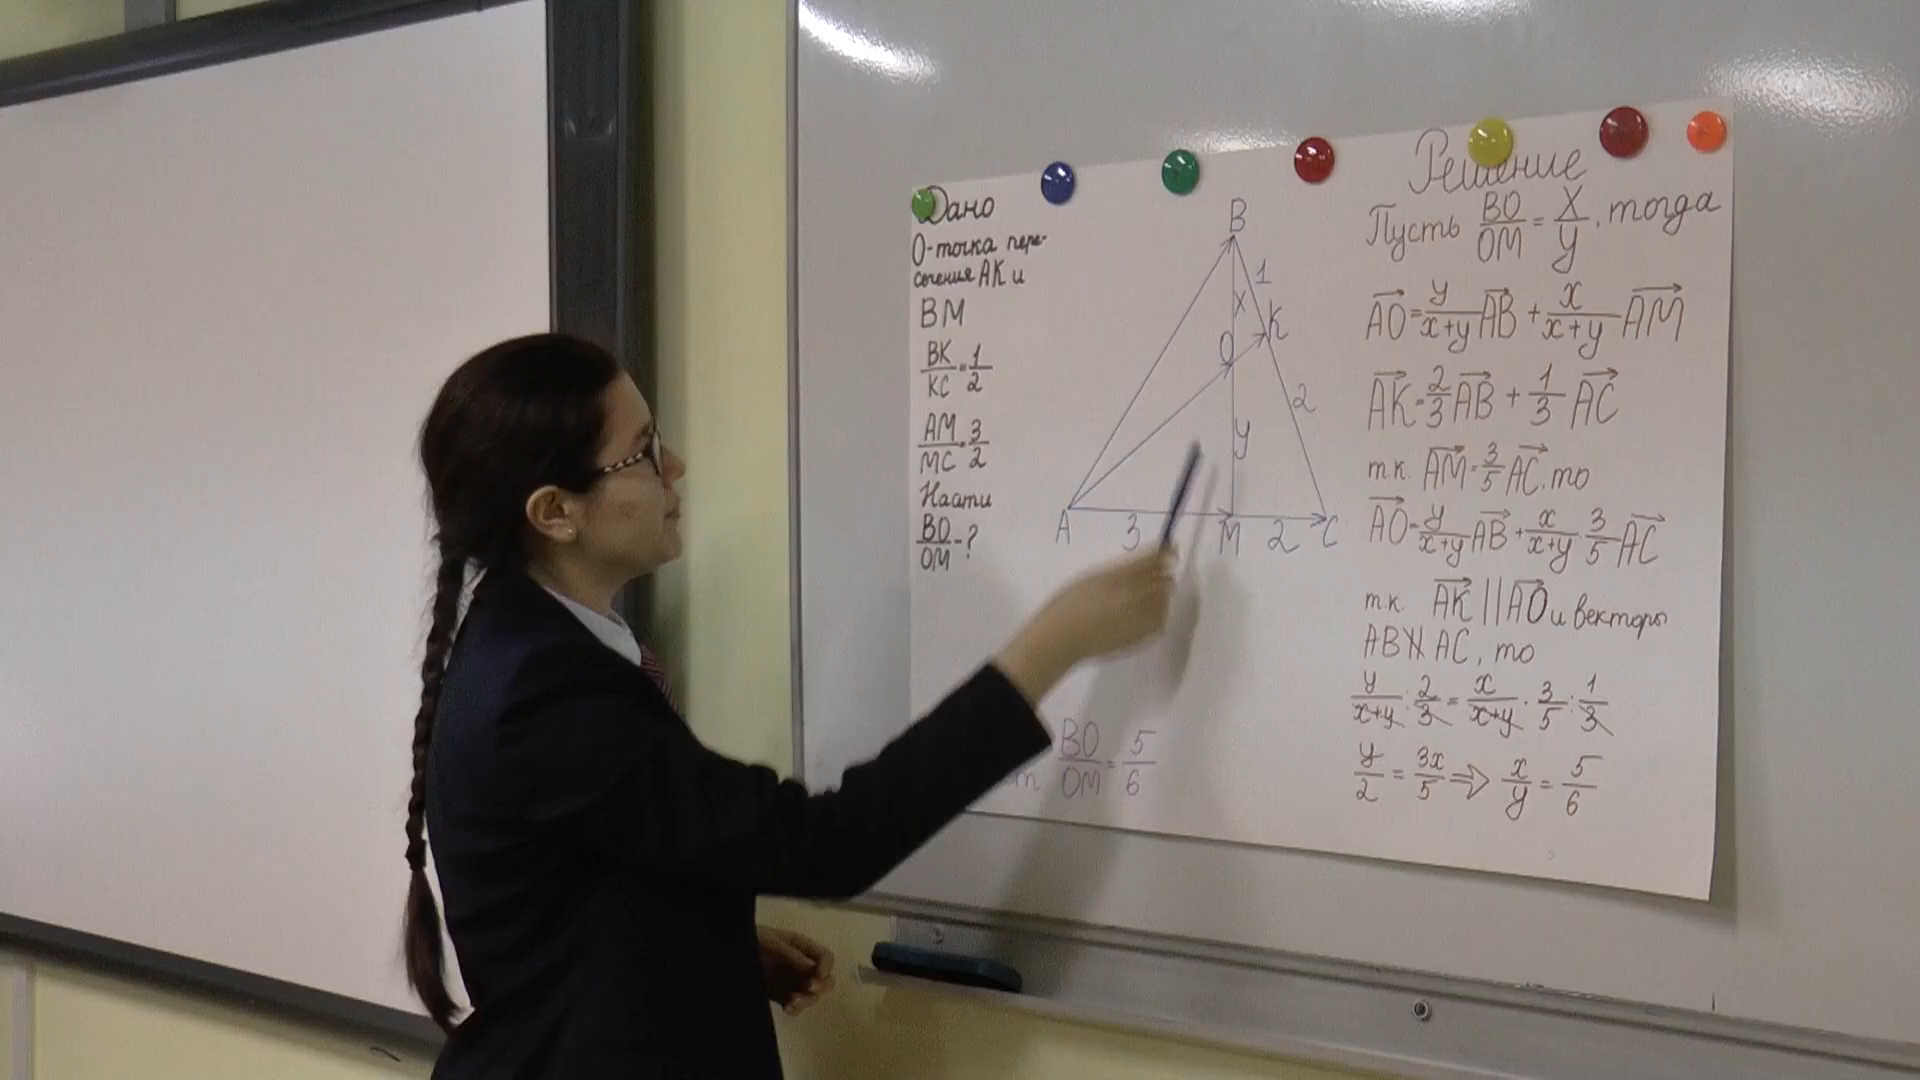 Дано
О-точка пере-
сечения АК и
ВМ
BK/KC = 1/2
AM/MC = 3/2
Найти
BO/OM - ?
B
1
x
K
O
2
y
A
3
M
2
C
BO/OM = 5/6
Решение
Пусть BO/OM = X/Y, тогда
→AO = y/(x+y) →AB + x/(x+y) →AM
→AK = 2/3 →AB + 1/3 →AC
т.к. →AM = 3/5 →AC, то
→AO = y/(x+y) →AB + x/(x+y) · 3/5 →AC
т.к. →AK || →AO и векторы
AB ∦ AC, то
y/(x+y) : 2/3 = x/(x+y) · 3/5 : 1/3
y/2 = 3x/5 ⇒ x/y = 5/6